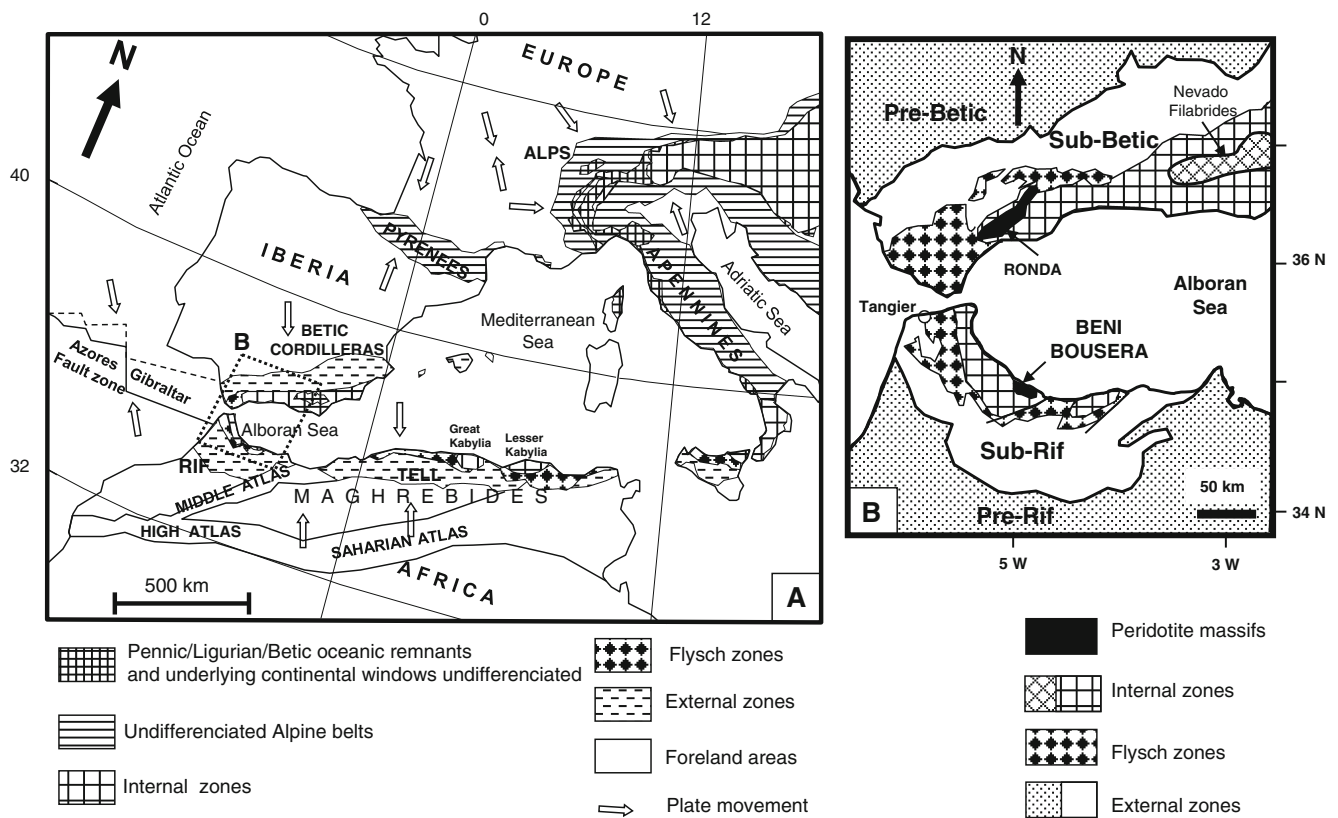 0
12
N
EUROPE
Atlantic Ocean
ALPS
40
IBERIA
PYRENEES
APENNINES
Adriatic Sea
Mediterranean
Sea
B
BETIC
CORDILLERAS
Azores
Gibraltar
Fault zone
Alboran Sea
Great
Kabylia
Lesser
Kabylia
32
RIF
TELL
MIDDLE ATLAS
MAGHREBIDES
HIGH ATLAS
SAHARIAN ATLAS
AFRICA
500 km
A
N
Pre-Betic
Nevado
Filabrides
Sub-Betic
RONDA
36 N
Alboran
Sea
Tangier
BENI
BOUSERA
Sub-Rif
50 km
B
Pre-Rif
34 N
5 W
3 W
Pennic/Ligurian/Betic oceanic remnants
and underlying continental windows undifferenciated
Undifferenciated Alpine belts
Internal zones
Flysch zones
External zones
Foreland areas
Plate movement
Peridotite massifs
Internal zones
Flysch zones
External zones